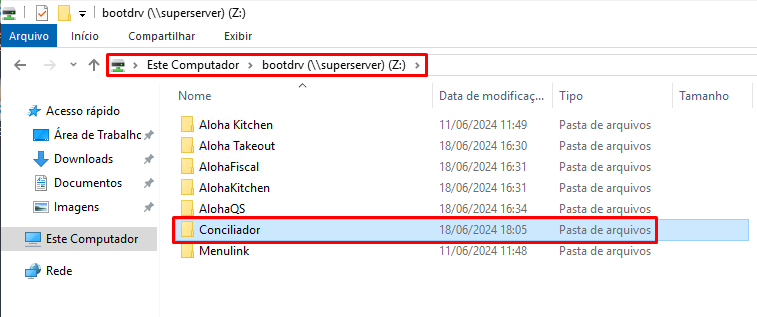 bootdrv (\\superserver) (Z:)
Arquivo Início Compartilhar Exibir
Este Computador bootdrv (\\superserver) (Z:)
Nome Data de modificaç... Tipo Tamanho
Acesso rápido
Área de Trabalho
Downloads
Documentos
Imagens
Este Computador
Rede
Aloha Kitchen 11/06/2024 11:49 Pasta de arquivos
Aloha Takeout 18/06/2024 16:30 Pasta de arquivos
AlohaFiscal 18/06/2024 16:31 Pasta de arquivos
AlohaKitchen 18/06/2024 16:31 Pasta de arquivos
AlohaQS 18/06/2024 16:34 Pasta de arquivos
Conciliador 18/06/2024 18:05 Pasta de arquivos
Menulink 11/06/2024 11:48 Pasta de arquivos